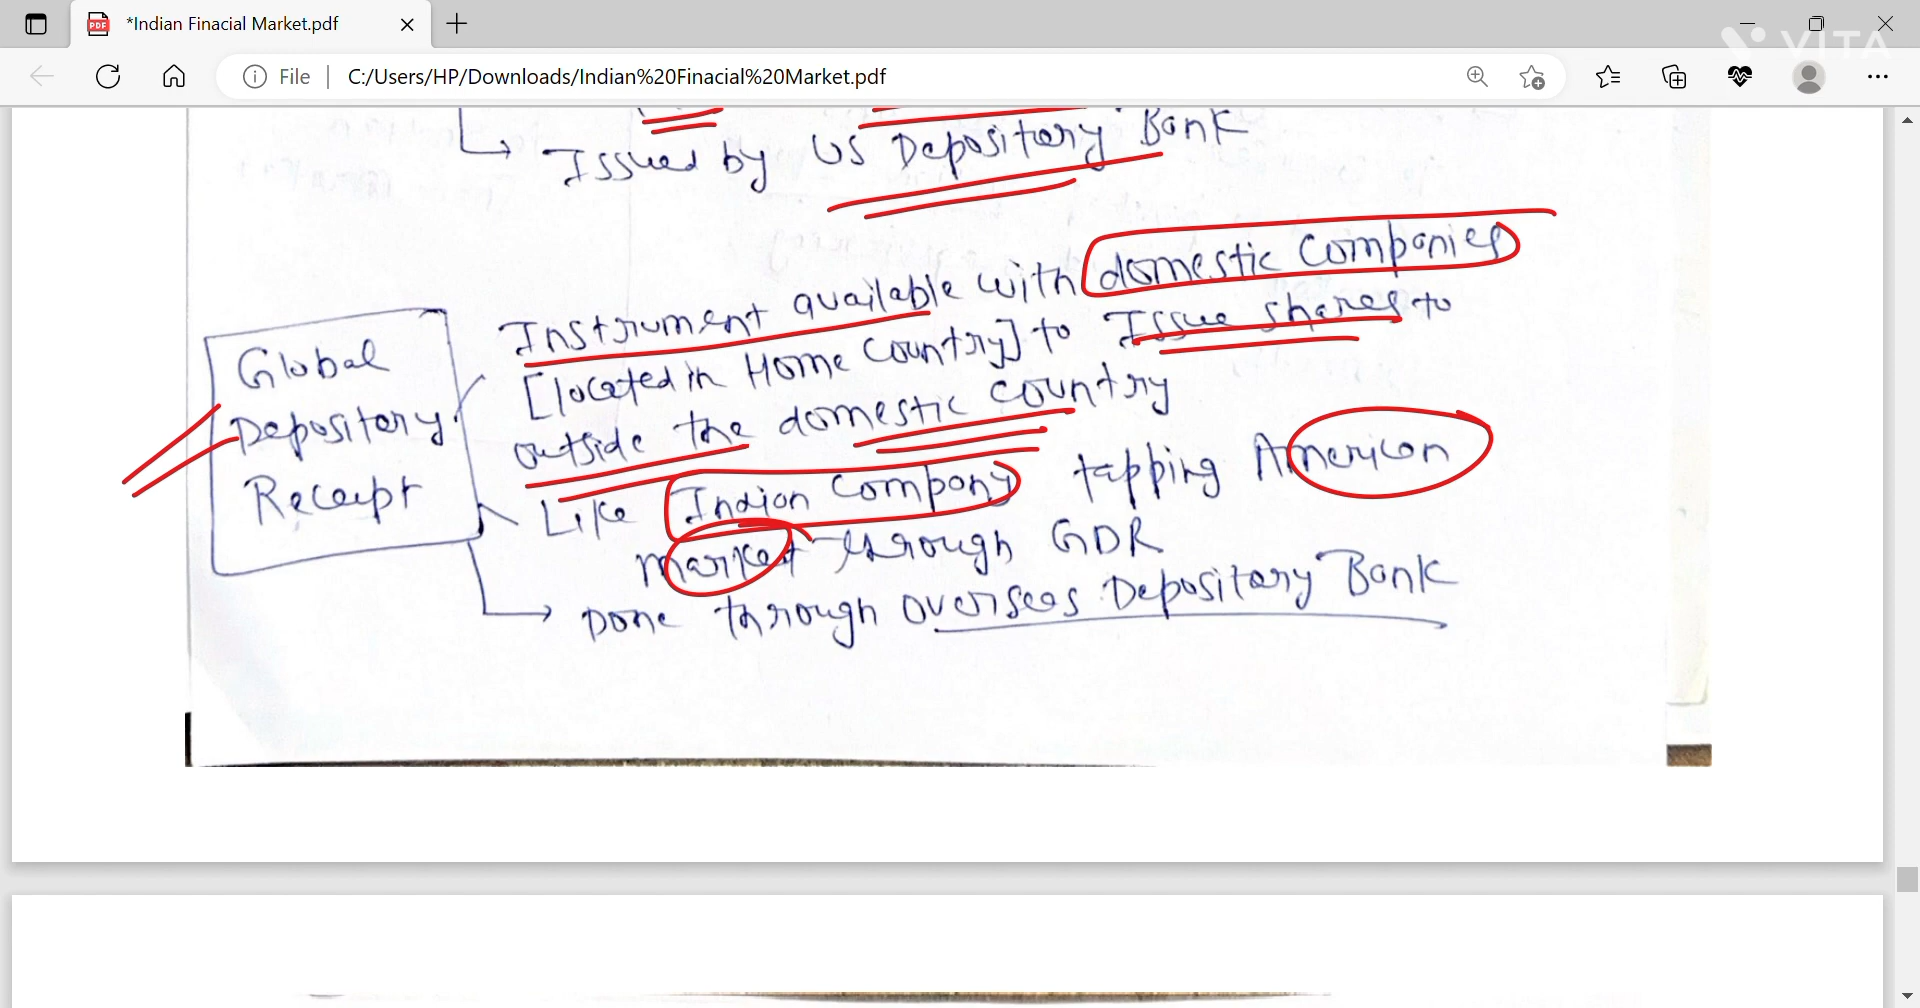 *Indian Finacial Market.pdf
VITA
File
C:/Users/HP/Downloads/Indian%20Finacial%20Market.pdf
Issued by US Depository Bank
Instrument available with domestic Companies
[located in Home Country] to Issue shares to
outside the domestic country
Global
Depository
Receipt
Like Indian Company tapping American
market through GDR
Done through overseas Depositary Bank